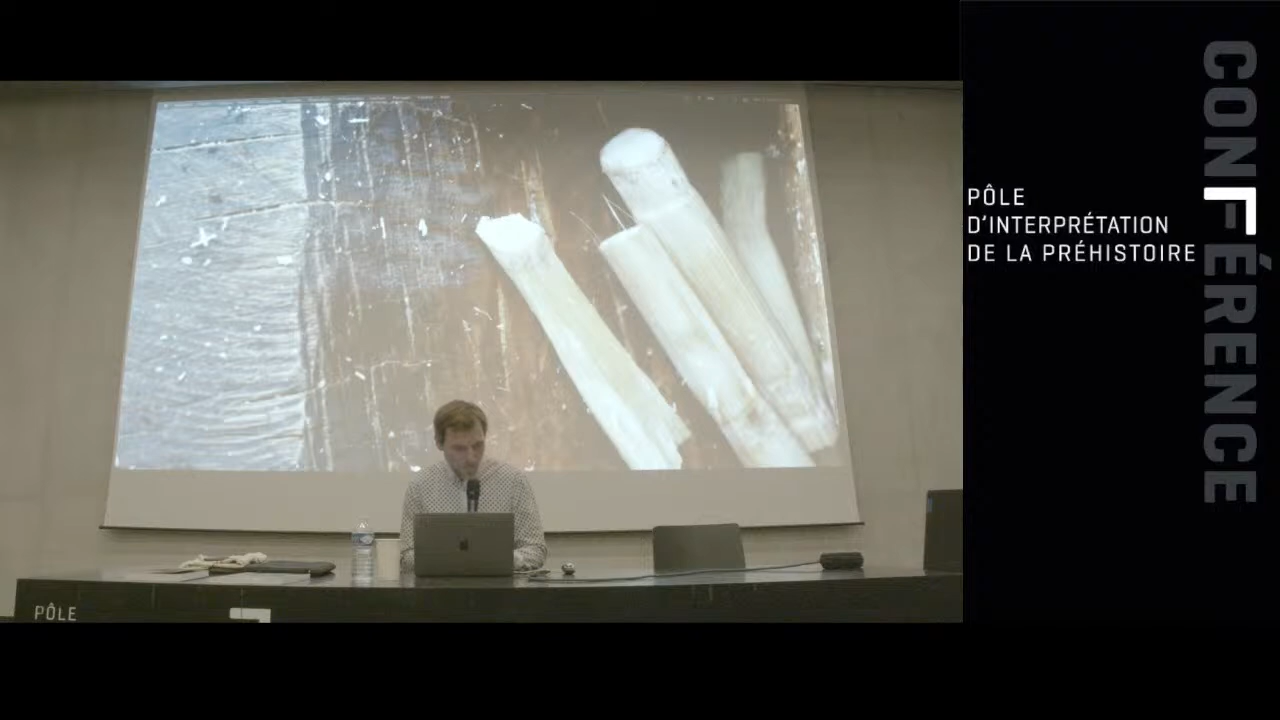 PÔLE
D'INTERPRÉTATION
DE LA PRÉHISTOIRE
CONFÉRENCE
PÔLE